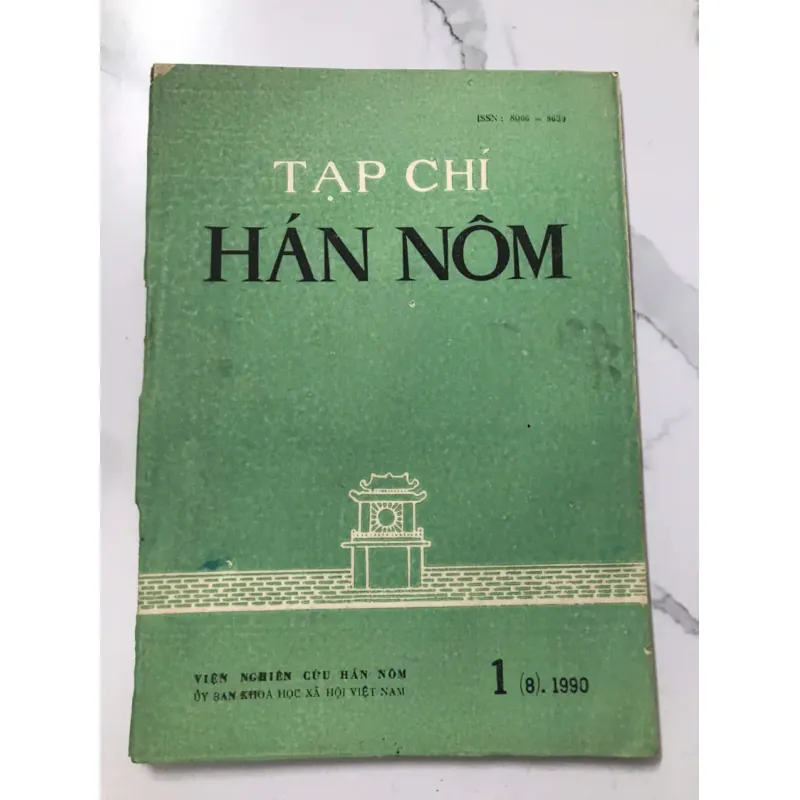 ISSN: 8066 – 8639
TẠP CHÍ
HÁN NÔM
VIỆN NGHIÊN CỨU HÁN NÔM
ỦY BAN KHOA HỌC XÃ HỘI VIỆT NAM
1 (8). 1990